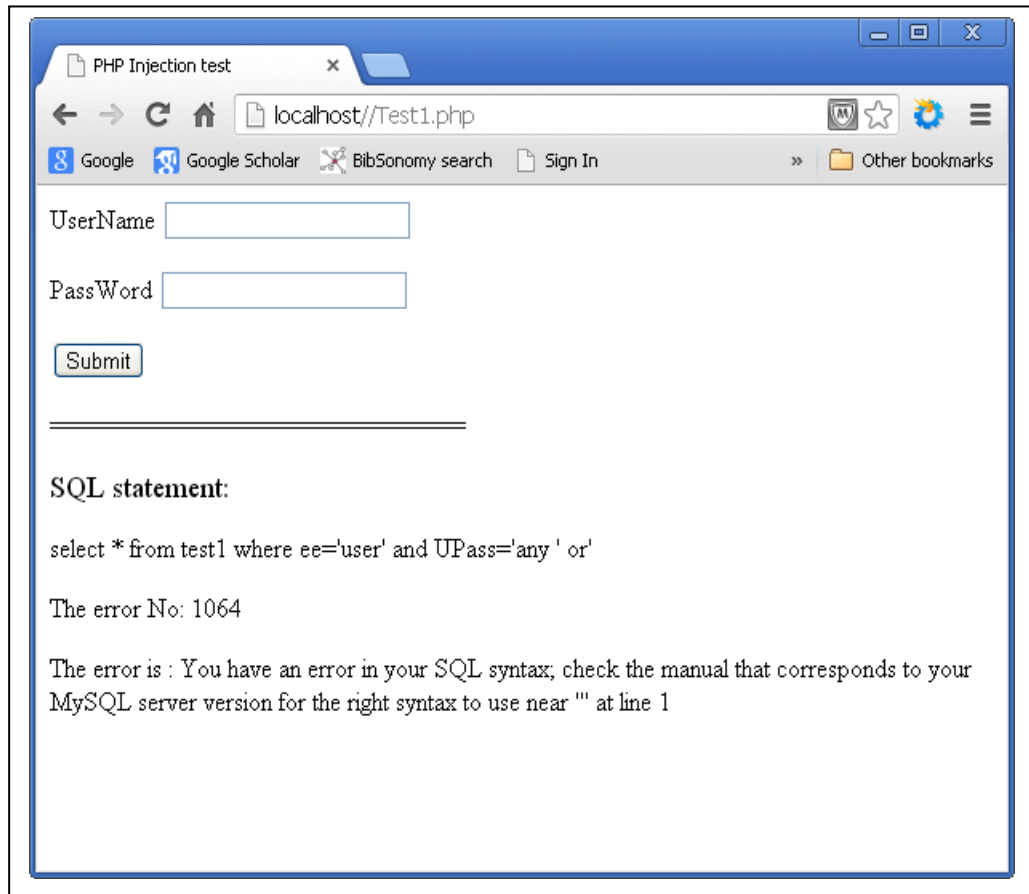 PHP Injection test
localhost//Test1.php
Google
Google Scholar
BibSonomy search
Sign In
»
Other bookmarks
UserName
PassWord
Submit
SQL statement:
select * from test1 where ee='user' and UPass='any ' or'
The error No: 1064
The error is : You have an error in your SQL syntax; check the manual that corresponds to your
MySQL server version for the right syntax to use near ''' at line 1